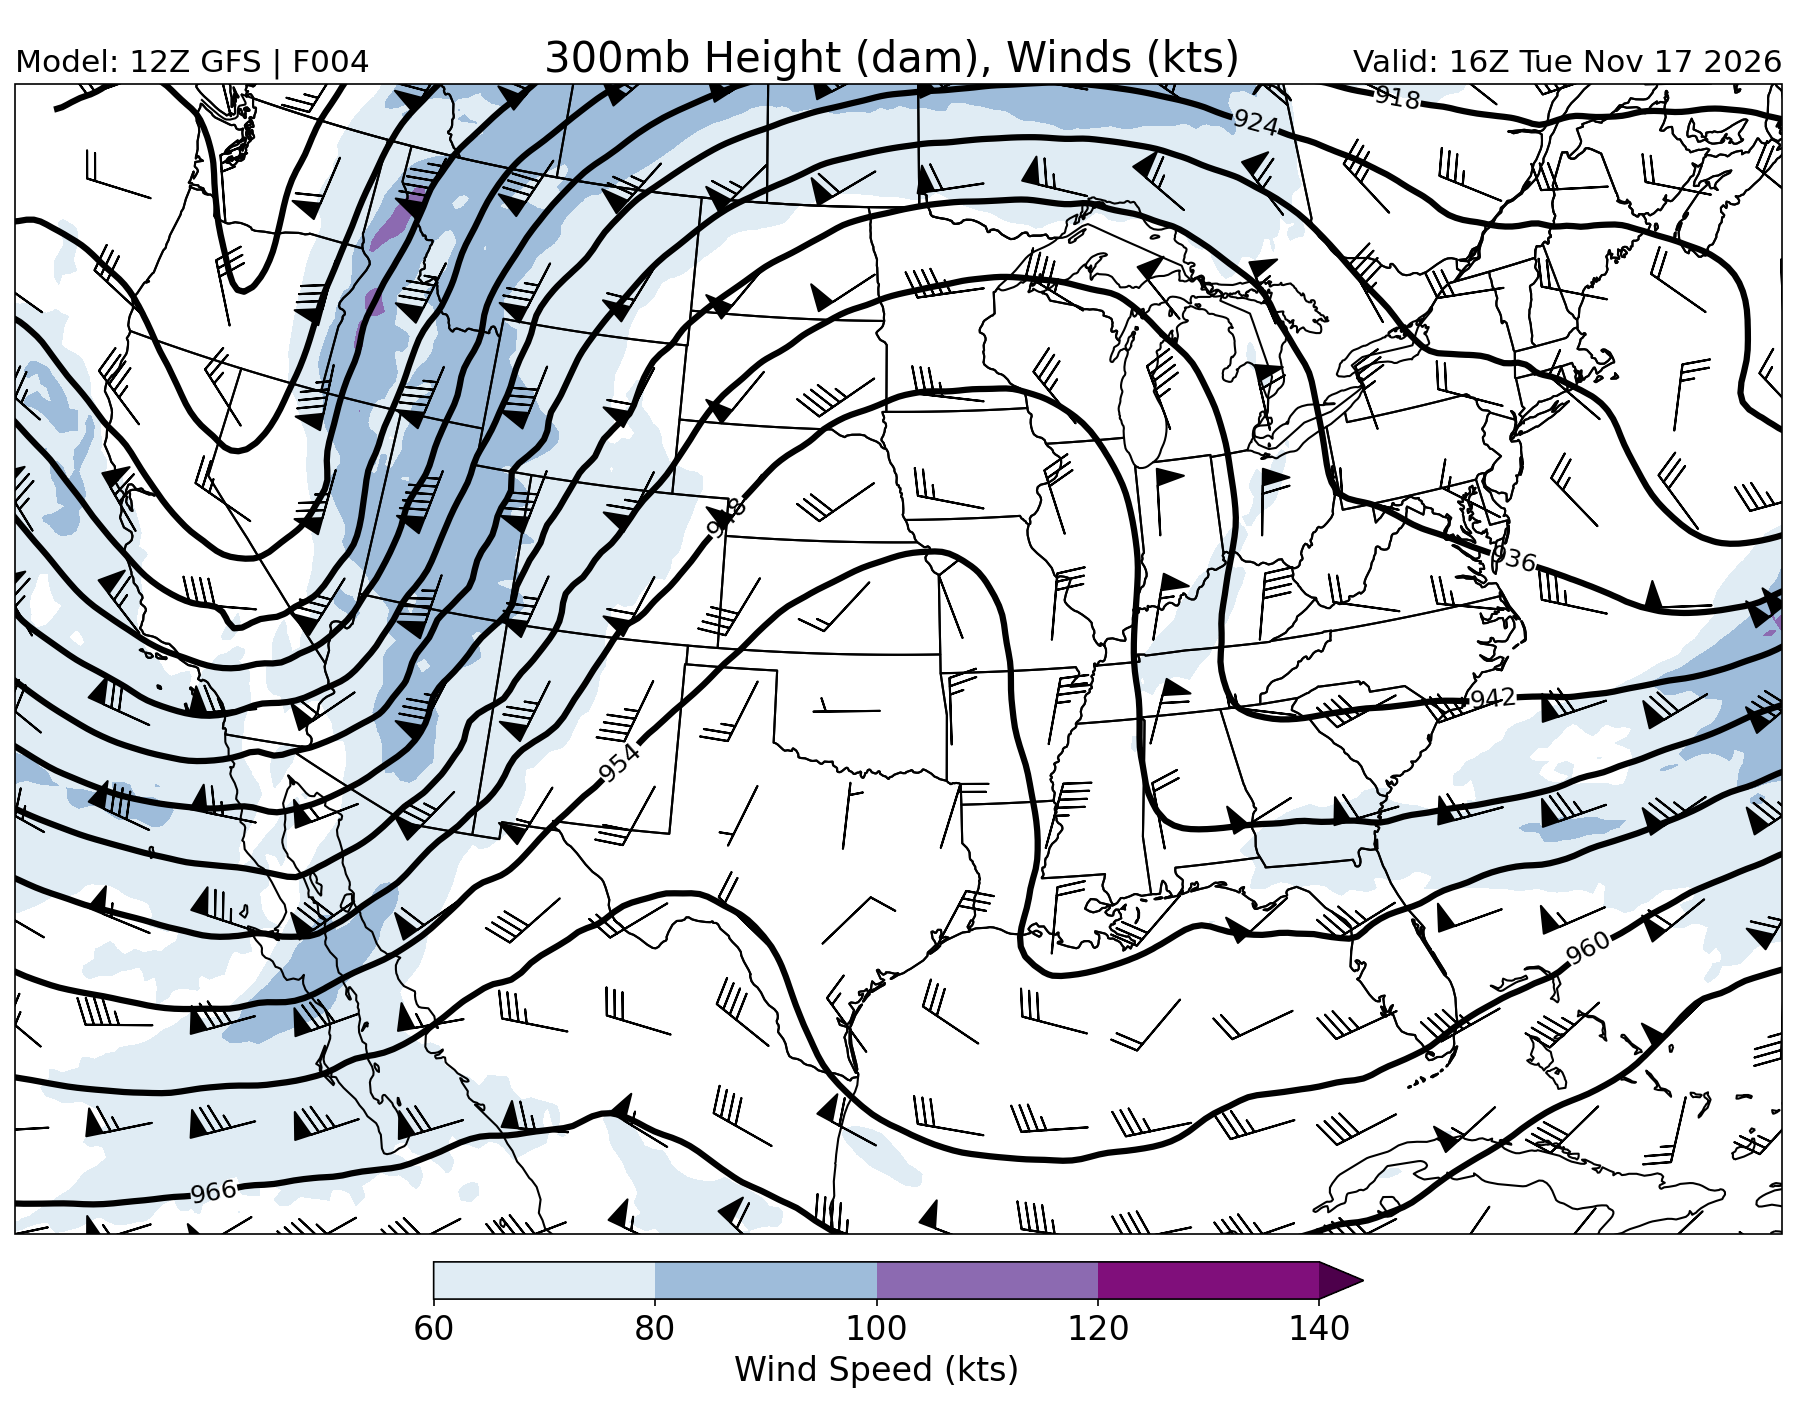 Model: 12Z GFS | F004
300mb Height (dam), Winds (kts)
Valid: 16Z Tue Nov 17 2026
918
924
948
936
942
954
960
966
60 80 100 120 140
Wind Speed (kts)